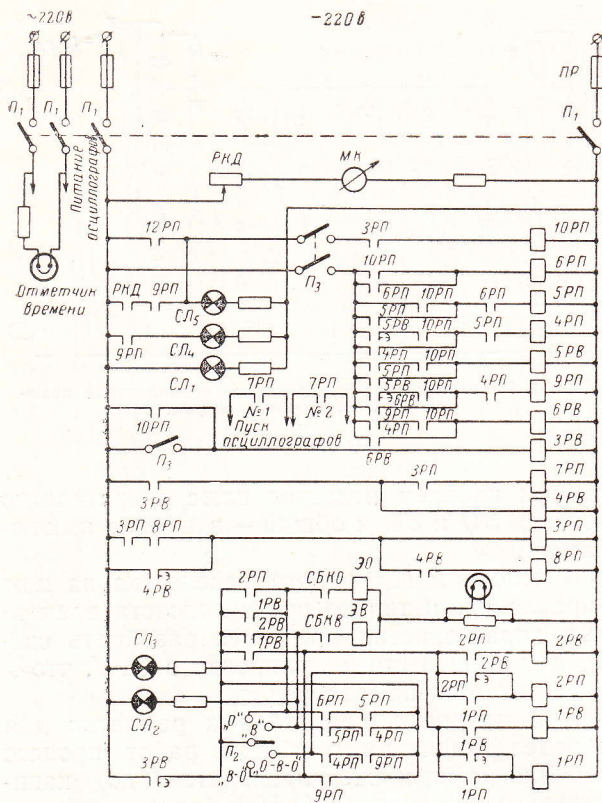 ~220в
-220в
П₁ П₁ П₁
ПР
П₁
Питание осциллографов
РКД МК
12РП 3РП 10РП
10РП 6РП
П₃
РКД 9РП 6РП 10РП 6РП 5РП
СЛ₅ 5РП
5РВ 10РП 5РП 4РП
Отметчик времени
9РП СЛ₄ Э
4РП 10РП 5РВ
СЛ₁ 5РП
7РП 7РП 5РВ 10РП 4РП 9РП
№1 №2 Э 6РВ
Пуск осциллографов
9РП 10РП 6РВ
10РП 4РП
П₃ 6РВ 3РВ
3РП 7РП
3РВ 4РВ
3РП 8РП 3РП
Э 4РВ 8РП
4РВ
2РП СБКО ЭО
1РВ
2РВ СБКВ ЭВ
1РВ
2РП 2РВ
2РВ
СЛ₃ Э
2РП 2РП
СЛ₂ „О" 6РП 5РП 1РП 1РВ
„В" 5РП 4РП
П₂ 1РВ
3РВ „В-О" „О-В-О" 4РП 9РП Э 1РП
9РП 1РП